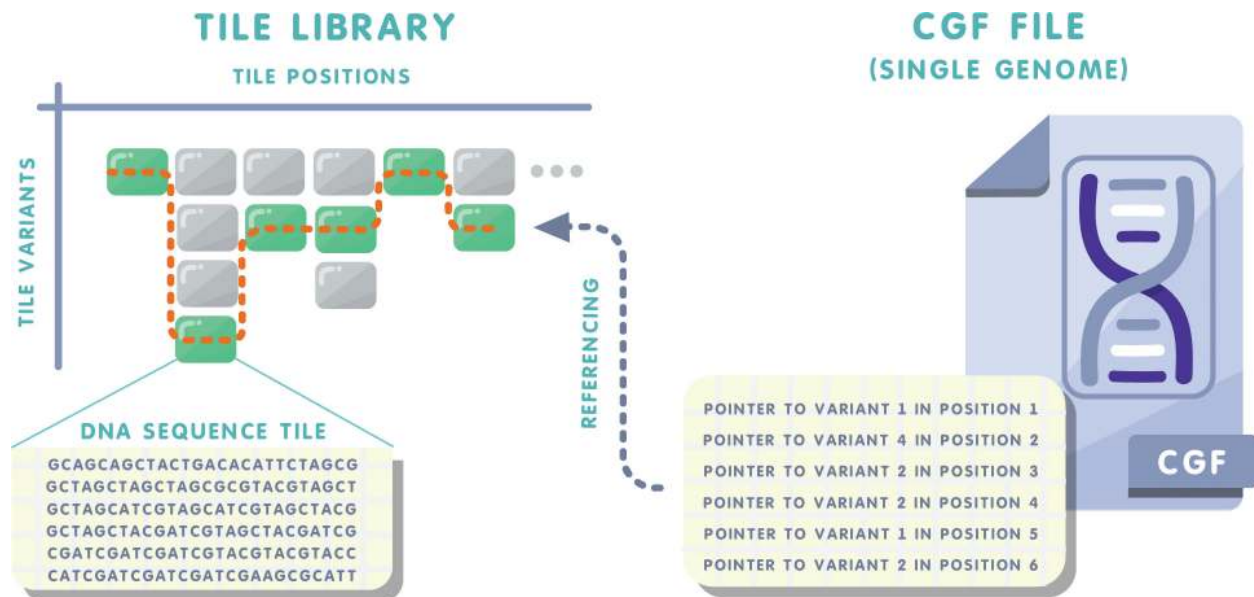 TILE LIBRARY
TILE POSITIONS
TILE VARIANTS
DNA SEQUENCE TILE
GCAGCAGCTACTGACACATTCTAGCG
GCTAGCTAGCTAGCGCGTACGTAGCT
GCTAGCATCGTAGCATCGTAGCTACG
GCTAGCTACGATCGTAGCTACGATCG
CGATCGATCGATCGTACGTACGTACC
CATCGATCGATCGATCGAAGCGCATT
REFERENCING
CGF FILE
(SINGLE GENOME)
POINTER TO VARIANT 1 IN POSITION 1
POINTER TO VARIANT 4 IN POSITION 2
POINTER TO VARIANT 2 IN POSITION 3
POINTER TO VARIANT 2 IN POSITION 4
POINTER TO VARIANT 1 IN POSITION 5
POINTER TO VARIANT 2 IN POSITION 6
CGF